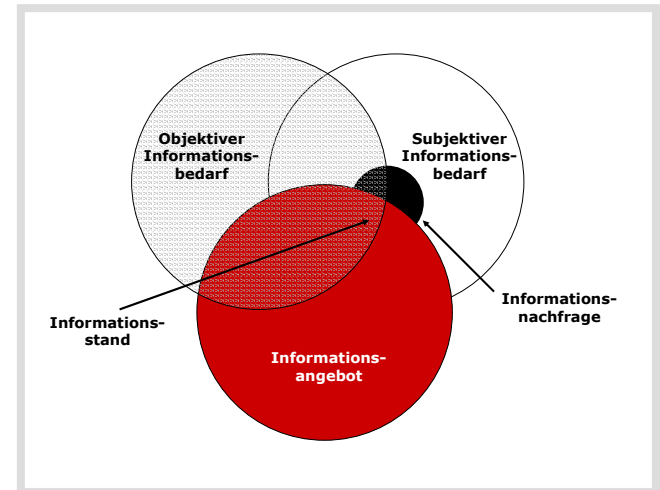 Objektiver
Informations-
bedarf
Subjektiver
Informations-
bedarf
Informations-
stand
Informations-
nachfrage
Informations-
angebot